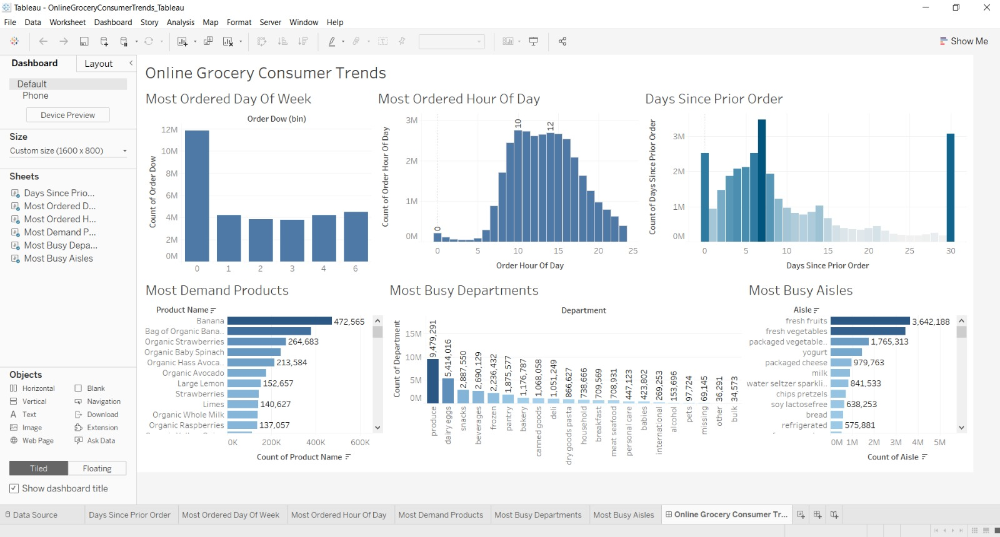 Tableau - OnlineGroceryConsumerTrends_Tableau
File Data Worksheet Dashboard Story Analysis Map Format Server Window Help
Show Me
Dashboard Layout
Default
Phone
Device Preview
Size
Custom size (1600 x 800)
Sheets
Days Since Prio...
Most Ordered D...
Most Ordered H...
Most Demand P...
Most Busy Depa...
Most Busy Aisles
Objects
Horizontal Blank
Vertical Navigation
A Text Download
Image Extension
Web Page Ask Data
Tiled Floating
Show dashboard title
Online Grocery Consumer Trends
Most Ordered Day Of Week
Order Dow (bin)
Count of Order Dow
12M
10M
8M
6M
4M
2M
0M
0 1 2 3 4 6
Most Ordered Hour Of Day
Count of Order Hour Of Day
3M
2M
1M
0M
0
10
12
0 5 10 15 20 25
Order Hour Of Day
Days Since Prior Order
Count of Days Since Prior Order
3M
2M
1M
0M
0 5 10 15 20 25 30
Days Since Prior Order
Most Demand Products
Product Name
Banana 472,565
Bag of Organic Bana..
Organic Strawberries 264,683
Organic Baby Spinach
Organic Hass Avoca.. 213,584
Organic Avocado
Large Lemon 152,657
Strawberries
Limes 140,627
Organic Whole Milk
Organic Raspberries 137,057
0K 200K 400K 600K
Count of Product Name
Most Busy Departments
Department
Count of Department
15M
10M
5M
0M
9,479,291
5,414,016
2,887,550
2,690,129
2,236,432
1,875,577
1,176,787
1,068,058
1,051,249
866,627
738,666
709,569
708,931
447,123
423,802
269,253
153,696
97,724
69,145
36,291
34,573
produce
dairy eggs
snacks
beverages
frozen
pantry
bakery
canned goods
deli
dry goods pasta
household
breakfast
meat seafood
personal care
babies
international
alcohol
pets
missing
other
bulk
Most Busy Aisles
Aisle
fresh fruits 3,642,188
fresh vegetables
packaged vegetable.. 1,765,313
yogurt
packaged cheese 979,763
milk
water seltzer sparkli.. 841,533
chips pretzels
soy lactosefree 638,253
bread
refrigerated 575,881
0M 1M 2M 3M 4M 5M
Count of Aisle
Data Source Days Since Prior Order Most Ordered Day Of Week Most Ordered Hour Of Day Most Demand Products Most Busy Departments Most Busy Aisles Online Grocery Consumer Tr...